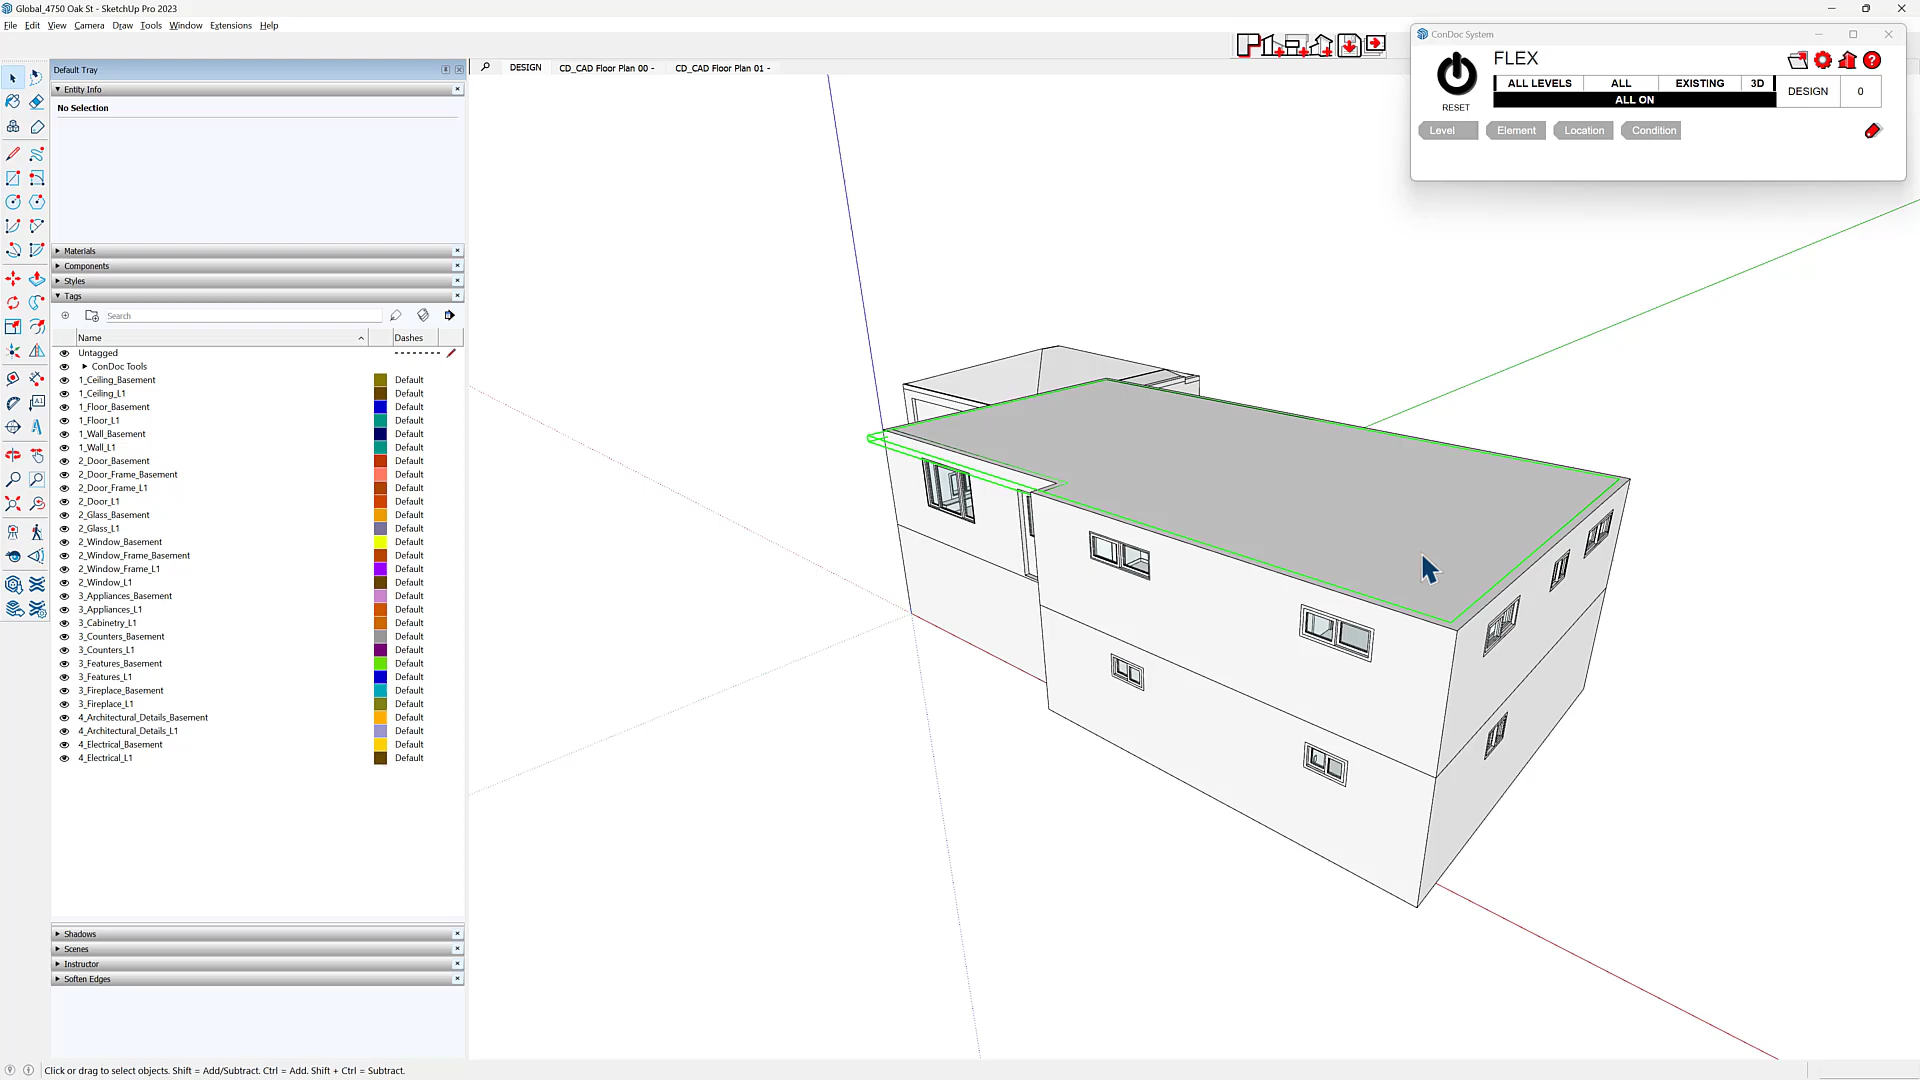 Global_4750 Oak St - SketchUp Pro 2023
File Edit View Camera Draw Tools Window Extensions Help
ConDoc System
FLEX
RESET
ALL LEVELS ALL EXISTING 3D
ALL ON
DESIGN 0
Level Element Location Condition
DESIGN CD_CAD Floor Plan 00 - CD_CAD Floor Plan 01 -
Default Tray
Entity Info
No Selection
Materials
Components
Styles
Tags
Search
Name Dashes
Untagged
ConDoc Tools
1_Ceiling_Basement Default
1_Ceiling_L1 Default
1_Floor_Basement Default
1_Floor_L1 Default
1_Wall_Basement Default
1_Wall_L1 Default
2_Door_Basement Default
2_Door_Frame_Basement Default
2_Door_Frame_L1 Default
2_Door_L1 Default
2_Glass_Basement Default
2_Glass_L1 Default
2_Window_Basement Default
2_Window_Frame_Basement Default
2_Window_Frame_L1 Default
2_Window_L1 Default
3_Appliances_Basement Default
3_Appliances_L1 Default
3_Cabinetry_L1 Default
3_Counters_Basement Default
3_Counters_L1 Default
3_Features_Basement Default
3_Features_L1 Default
3_Fireplace_Basement Default
3_Fireplace_L1 Default
4_Architectural_Details_Basement Default
4_Architectural_Details_L1 Default
4_Electrical_Basement Default
4_Electrical_L1 Default
Shadows
Scenes
Instructor
Soften Edges
Click or drag to select objects. Shift = Add/Subtract. Ctrl = Add. Shift + Ctrl = Subtract.